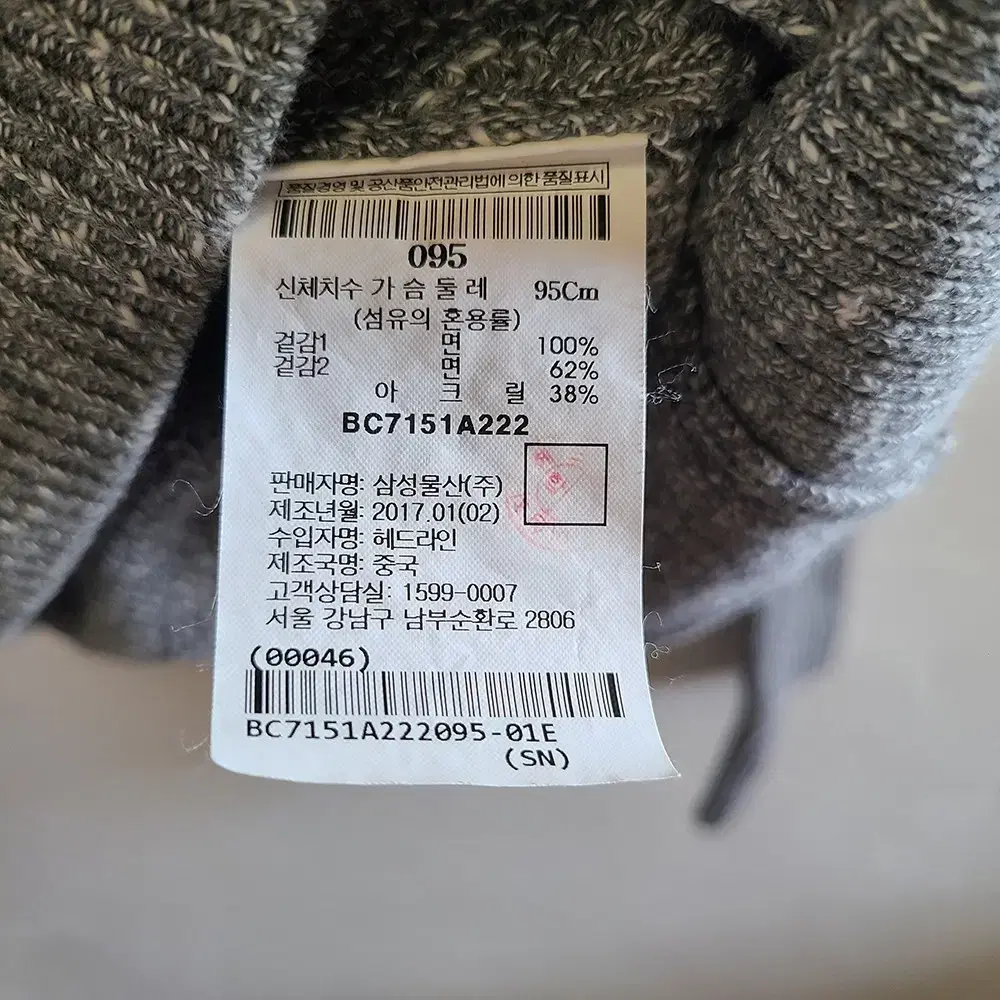 품질경영 및 공산품안전관리법에 의한 품질표시
095
신체치수 가 슴 둘 레 95Cm
(섬유의 혼용률)
겉감1 면 100%
겉감2 면 62%
아 크 릴 38%
BC7151A222
판매자명: 삼성물산(주)
제조년월: 2017.01(02)
수입자명: 헤드라인
제조국명: 중국
고객상담실: 1599-0007
서울 강남구 남부순환로 2806
(00046)
BC7151A222095-01E
(SN)